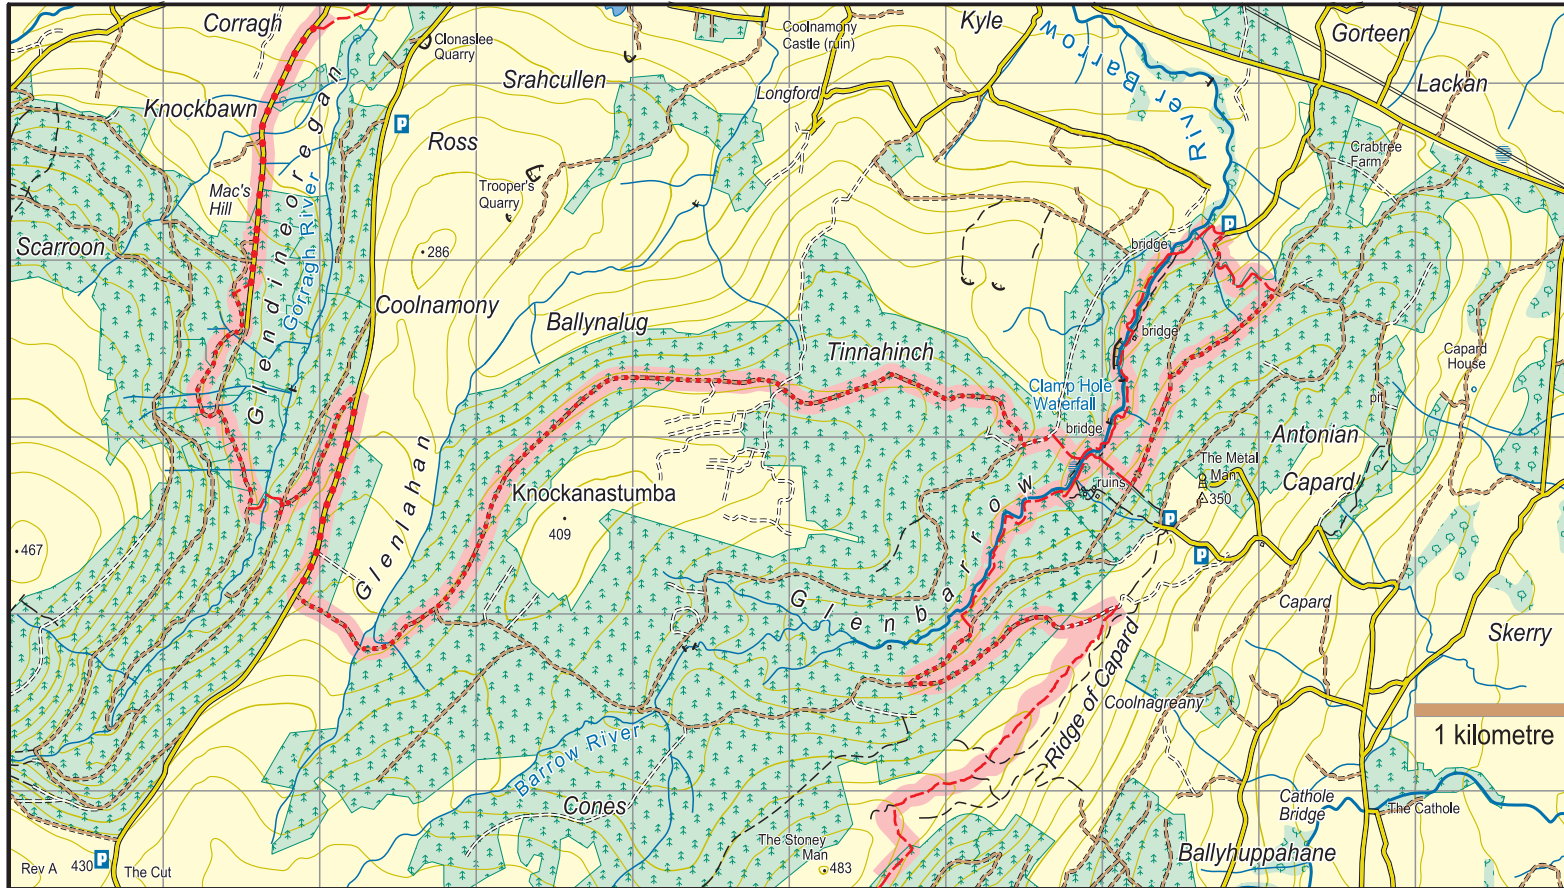 Corragh
Clonaslee
Quarry
Srahcullen
Coolnamony
Castle (ruin)
Kyle
River Barrow
Gorteen
Lackan
Knockbawn
Longford
P
Ross
Crabtree
Farm
Mac's
Hill
Trooper's
Quarry
Glendineoregan
Gorragh River
Scarroon
286
bridge
P
Coolnamony
Ballynalug
Tinnahinch
bridge
Capard
House
Clamp Hole
Waterfall
pit
bridge
Antonian
The Metal
Man
350
Capard
Glenlahan
Knockanastumba
409
ruins
P
P
467
Glenbarrow
Capard
Skerry
Ridge of Capard
Coolnagreany
1 kilometre
Barrow River
Cones
Cathole
Bridge
The Cathole
The Stoney
Man
483
Ballyhuppahane
Rev A
430
P
The Cut